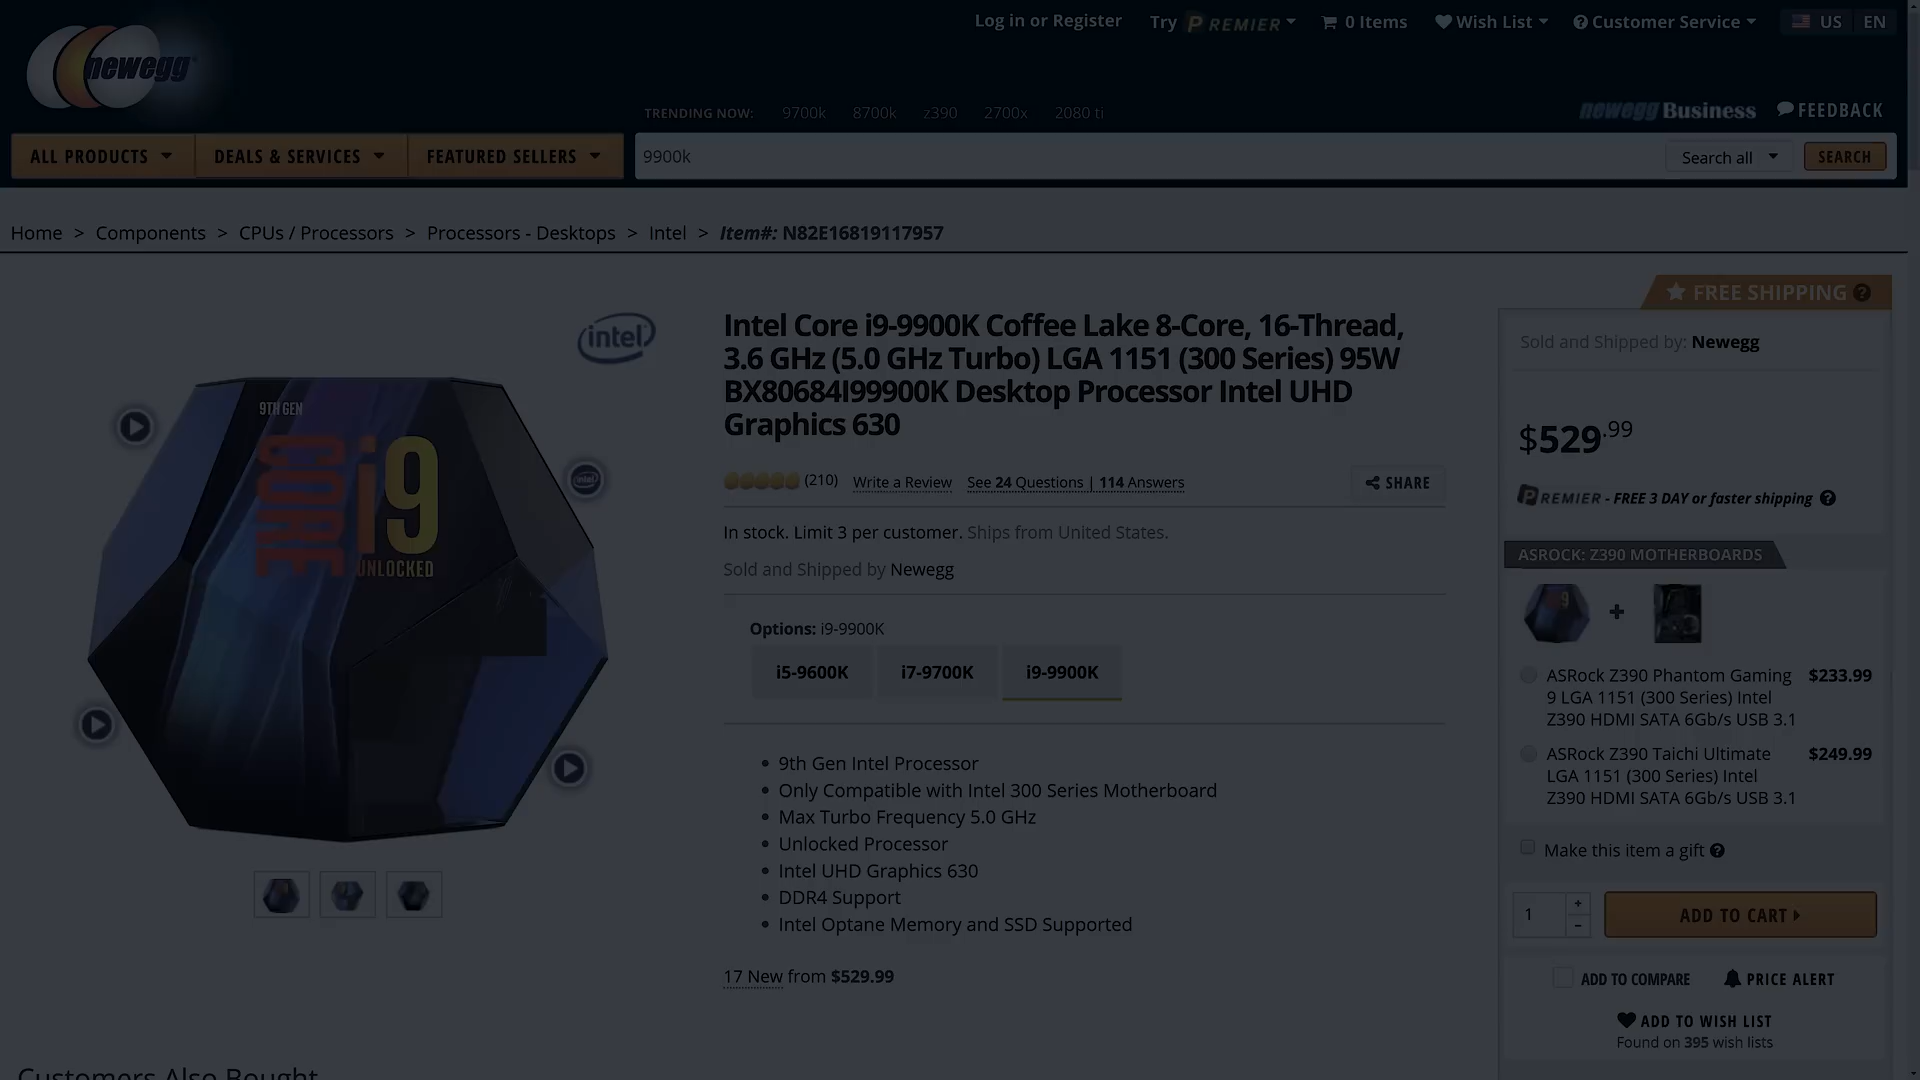 Log in or Register
Try PREMIER
0 Items
Wish List
Customer Service
US
EN
newegg
TRENDING NOW: 9700k 8700k z390 2700x 2080 ti
newegg Business
FEEDBACK
ALL PRODUCTS
DEALS & SERVICES
FEATURED SELLERS
9900k
Search all
SEARCH
Home > Components > CPUs / Processors > Processors - Desktops > Intel > Item#: N82E16819117957
FREE SHIPPING
intel
9TH GEN
CORE
i9
UNLOCKED
intel
Intel Core i9-9900K Coffee Lake 8-Core, 16-Thread,
3.6 GHz (5.0 GHz Turbo) LGA 1151 (300 Series) 95W
BX80684I99900K Desktop Processor Intel UHD
Graphics 630
(210) Write a Review See 24 Questions | 114 Answers
SHARE
In stock. Limit 3 per customer. Ships from United States.
Sold and Shipped by Newegg
Options: i9-9900K
i5-9600K
i7-9700K
i9-9900K
• 9th Gen Intel Processor
• Only Compatible with Intel 300 Series Motherboard
• Max Turbo Frequency 5.0 GHz
• Unlocked Processor
• Intel UHD Graphics 630
• DDR4 Support
• Intel Optane Memory and SSD Supported
17 New from $529.99
Sold and Shipped by: Newegg
$529.99
PREMIER - FREE 3 DAY or faster shipping
ASROCK: Z390 MOTHERBOARDS
9 +
ASRock Z390 Phantom Gaming $233.99
9 LGA 1151 (300 Series) Intel
Z390 HDMI SATA 6Gb/s USB 3.1
ASRock Z390 Taichi Ultimate $249.99
LGA 1151 (300 Series) Intel
Z390 HDMI SATA 6Gb/s USB 3.1
Make this item a gift
1 + -
ADD TO CART
ADD TO COMPARE
PRICE ALERT
ADD TO WISH LIST
Found on 395 wish lists
Customers Also Bought